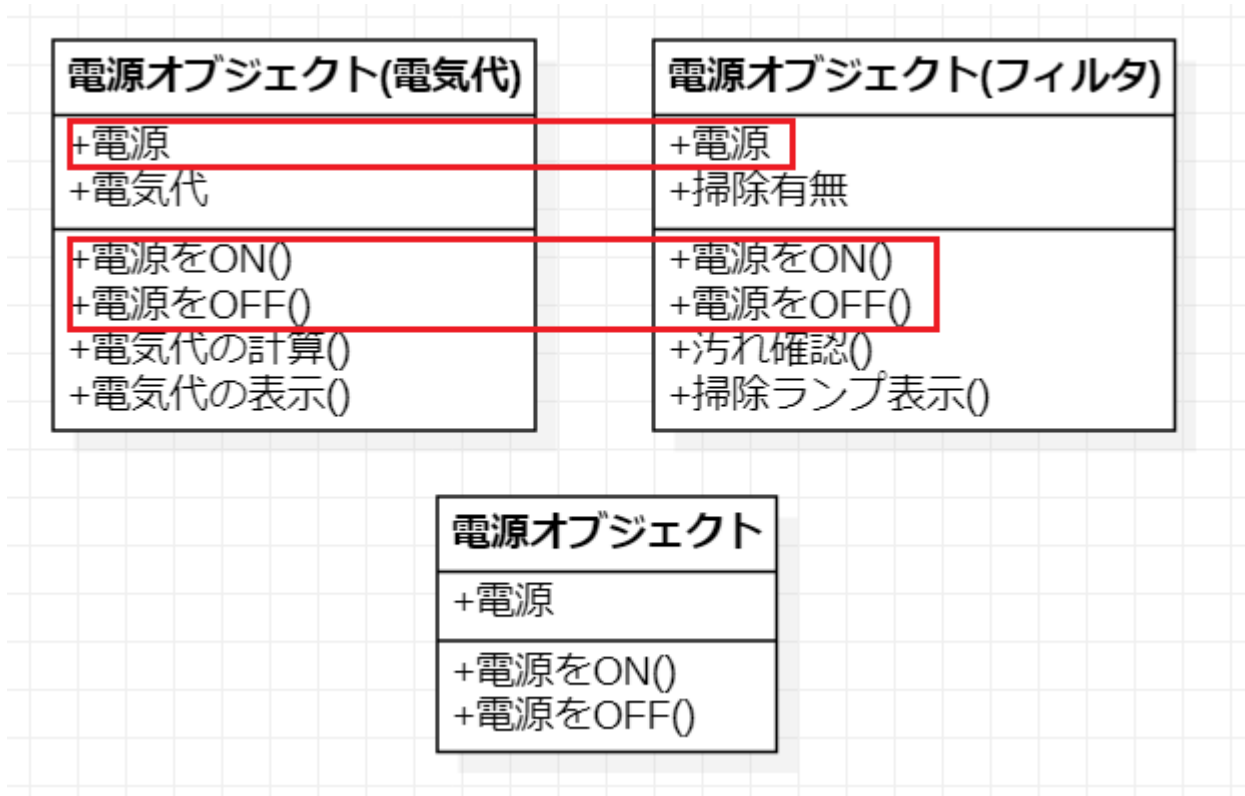 電源オブジェクト(電気代)
+電源
+電気代
+電源をON()
+電源をOFF()
+電気代の計算()
+電気代の表示()
電源オブジェクト(フィルタ)
+電源
+掃除有無
+電源をON()
+電源をOFF()
+汚れ確認()
+掃除ランプ表示()
電源オブジェクト
+電源
+電源をON()
+電源をOFF()